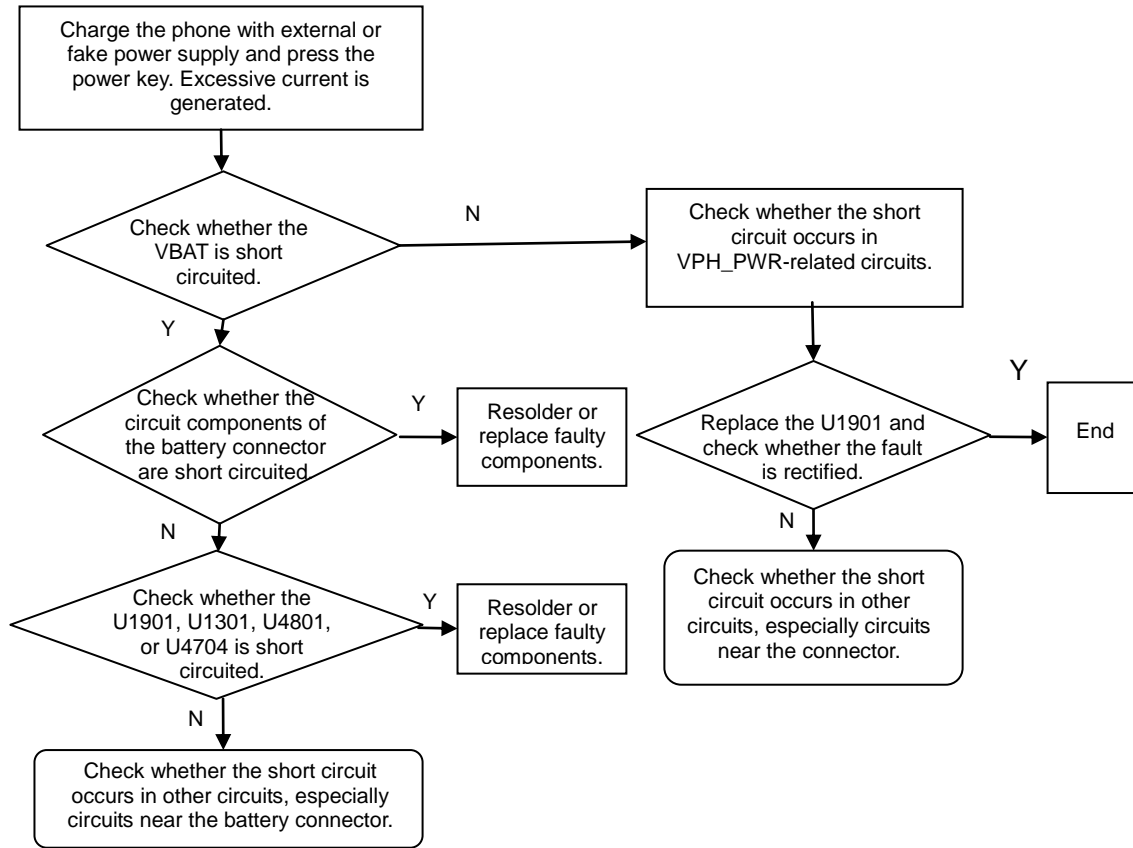 Charge the phone with external or
fake power supply and press the
power key. Excessive current is
generated.
Check whether the
VBAT is short
circuited.
N
Check whether the short
circuit occurs in
VPH_PWR-related circuits.
Y
Check whether the
circuit components of
the battery connector
are short circuited
Y
Resolder or
replace faulty
components.
Replace the U1901 and
check whether the fault
is rectified.
Y
End
N
N
Check whether the
U1901, U1301, U4801,
or U4704 is short
circuited.
Y
Resolder or
replace faulty
components.
Check whether the short
circuit occurs in other
circuits, especially circuits
near the connector.
N
Check whether the short circuit
occurs in other circuits, especially
circuits near the battery connector.